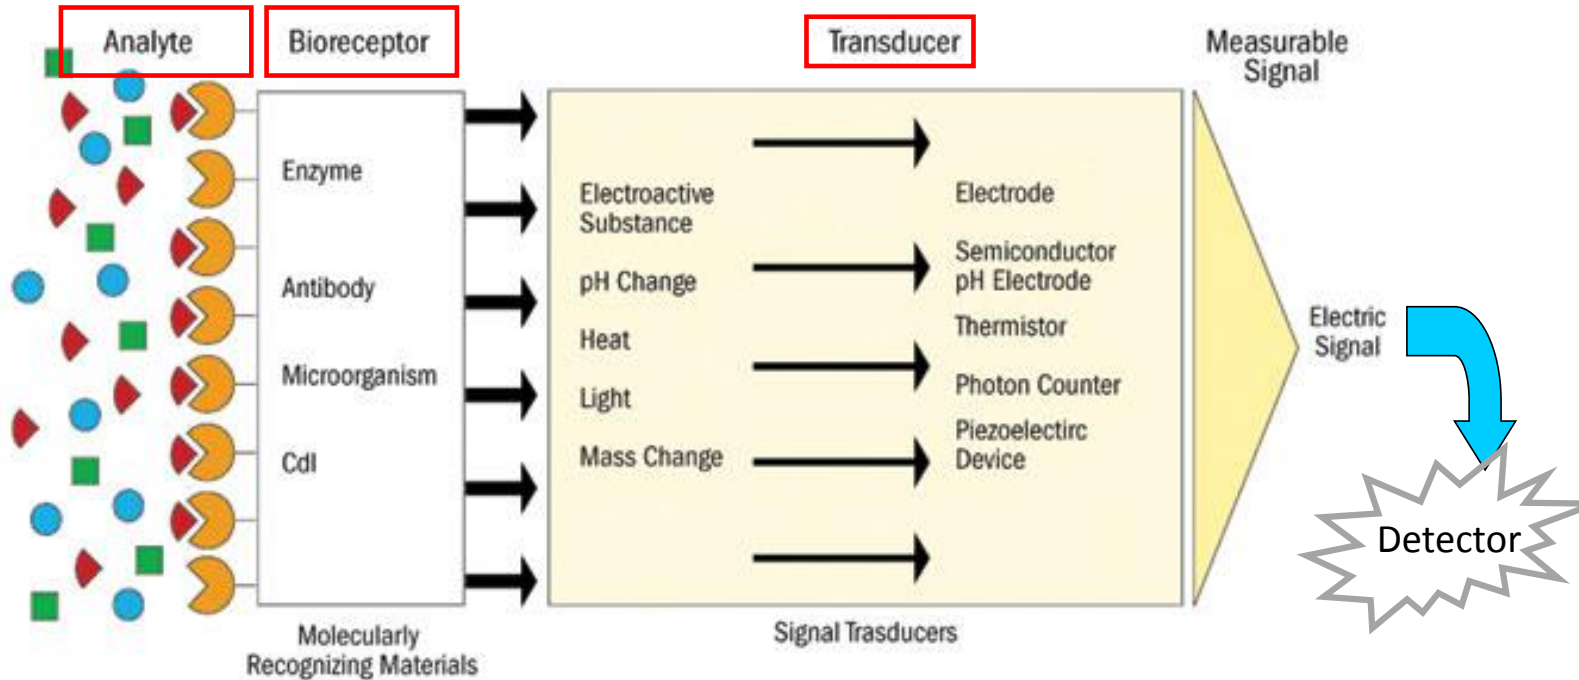 Analyte
Bioreceptor
Transducer
Measurable
Signal
Enzyme
Antibody
Microorganism
Cdl
Electroactive
Substance
pH Change
Heat
Light
Mass Change
Electrode
Semiconductor
pH Electrode
Thermistor
Photon Counter
Piezoelectirc
Device
Electric
Signal
Detector
Molecularly
Recognizing Materials
Signal Trasducers